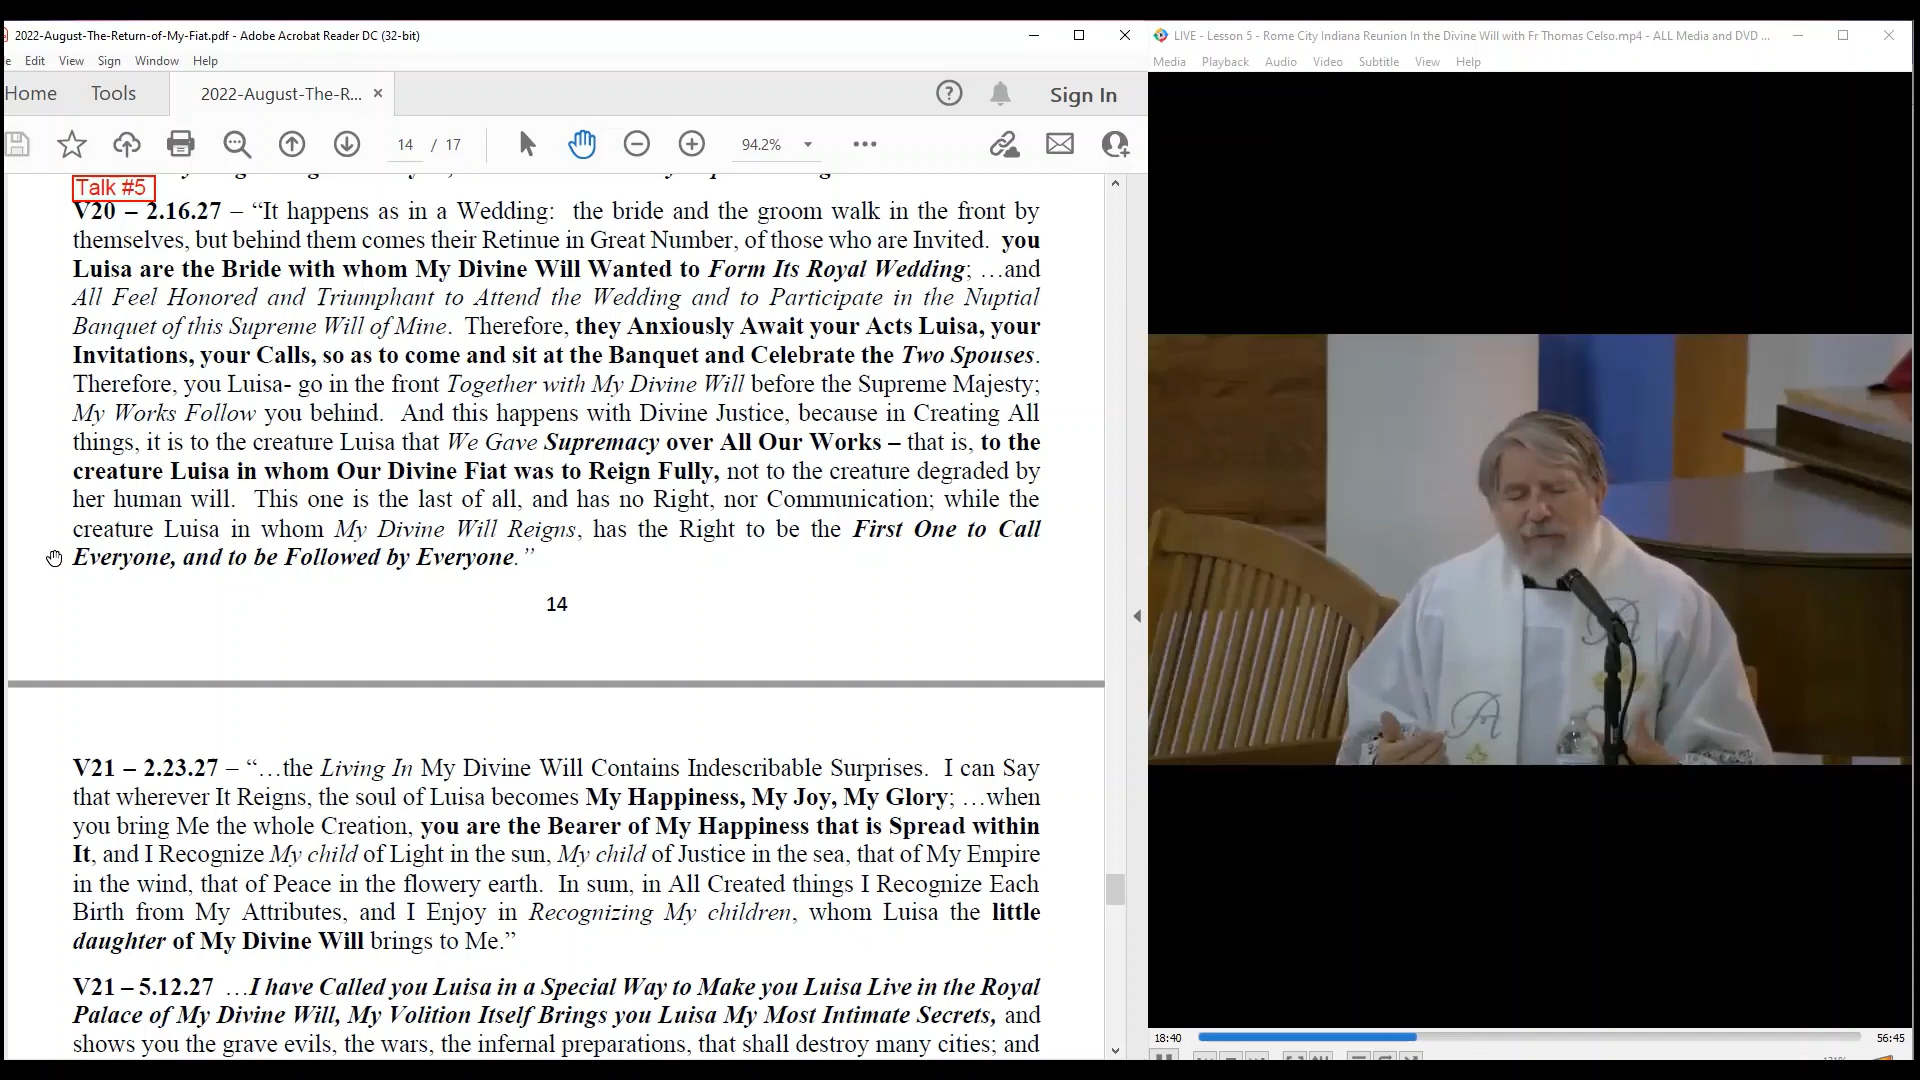 2022-August-The-Return-of-My-Fiat.pdf - Adobe Acrobat Reader DC (32-bit)
Edit View Sign Window Help
Home Tools 2022-August-The-R... ×
Sign In
14 / 17 94.2%
Talk #5
V20 – 2.16.27 – “It happens as in a Wedding: the bride and the groom walk in the front by
themselves, but behind them comes their Retinue in Great Number, of those who are Invited. you
Luisa are the Bride with whom My Divine Will Wanted to Form Its Royal Wedding; …and
All Feel Honored and Triumphant to Attend the Wedding and to Participate in the Nuptial
Banquet of this Supreme Will of Mine. Therefore, they Anxiously Await your Acts Luisa, your
Invitations, your Calls, so as to come and sit at the Banquet and Celebrate the Two Spouses.
Therefore, you Luisa- go in the front Together with My Divine Will before the Supreme Majesty;
My Works Follow you behind. And this happens with Divine Justice, because in Creating All
things, it is to the creature Luisa that We Gave Supremacy over All Our Works – that is, to the
creature Luisa in whom Our Divine Fiat was to Reign Fully, not to the creature degraded by
her human will. This one is the last of all, and has no Right, nor Communication; while the
creature Luisa in whom My Divine Will Reigns, has the Right to be the First One to Call
Everyone, and to be Followed by Everyone.”
14
V21 – 2.23.27 – “…the Living In My Divine Will Contains Indescribable Surprises. I can Say
that wherever It Reigns, the soul of Luisa becomes My Happiness, My Joy, My Glory; …when
you bring Me the whole Creation, you are the Bearer of My Happiness that is Spread within
It, and I Recognize My child of Light in the sun, My child of Justice in the sea, that of My Empire
in the wind, that of Peace in the flowery earth. In sum, in All Created things I Recognize Each
Birth from My Attributes, and I Enjoy in Recognizing My children, whom Luisa the little
daughter of My Divine Will brings to Me.”
V21 – 5.12.27 …I have Called you Luisa in a Special Way to Make you Luisa Live in the Royal
Palace of My Divine Will, My Volition Itself Brings you Luisa My Most Intimate Secrets, and
shows you the grave evils, the wars, the infernal preparations, that shall destroy many cities; and
LIVE - Lesson 5 - Rome City Indiana Reunion In the Divine Will with Fr Thomas Celso.mp4 - ALL Media and DVD ...
Media Playback Audio Video Subtitle View Help
A
A
18:40 56:45